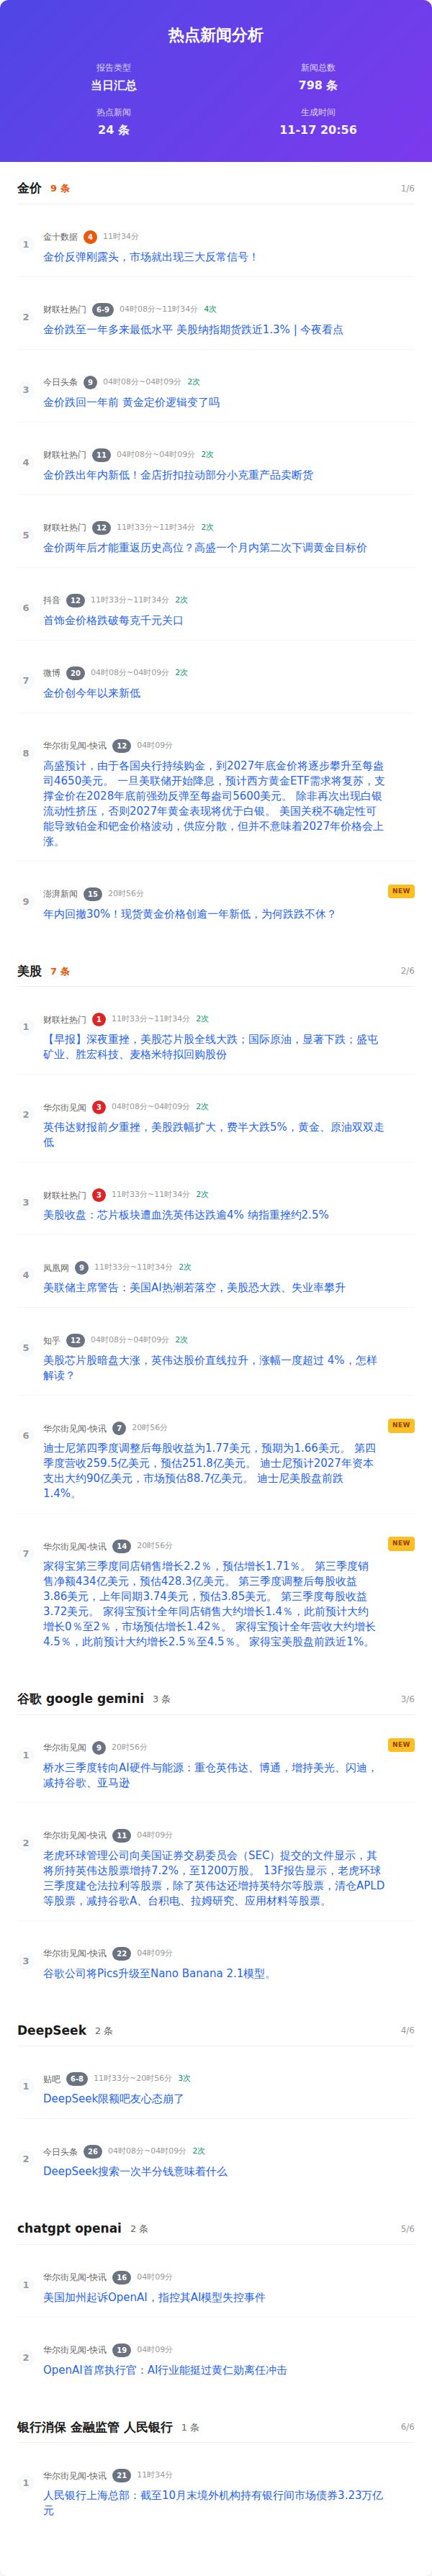 热点新闻分析
报告类型
当日汇总
新闻总数
798 条
热点新闻
24 条
生成时间
11-17 20:56
金价 9 条 1/6
1
金十数据 4 11时34分
金价反弹刚露头，市场就出现三大反常信号！
2
财联社热门 6-9 04时08分~11时34分 4次
金价跌至一年多来最低水平 美股纳指期货跌近1.3% | 今夜看点
3
今日头条 9 04时08分~04时09分 2次
金价跌回一年前 黄金定价逻辑变了吗
4
财联社热门 11 04时08分~04时09分 2次
金价跌出年内新低！金店折扣拉动部分小克重产品卖断货
5
财联社热门 12 11时33分~11时34分 2次
金价两年后才能重返历史高位？高盛一个月内第二次下调黄金目标价
6
抖音 12 11时33分~11时34分 2次
首饰金价格跌破每克千元关口
7
微博 20 04时08分~04时09分 2次
金价创今年以来新低
8
华尔街见闻-快讯 12 04时09分
高盛预计，由于各国央行持续购金，到2027年底金价将逐步攀升至每盎
司4650美元。 一旦美联储开始降息，预计西方黄金ETF需求将复苏，支
撑金价在2028年底前强劲反弹至每盎司5600美元。 除非再次出现白银
流动性挤压，否则2027年黄金表现将优于白银。 美国关税不确定性可
能导致铂金和钯金价格波动，供应分散，但并不意味着2027年价格会上
涨。
9
澎湃新闻 15 20时56分
NEW
年内回撤30%！现货黄金价格创逾一年新低，为何跌跌不休？
美股 7 条 2/6
1
财联社热门 1 11时33分~11时34分 2次
【早报】深夜重挫，美股芯片股全线大跌；国际原油，显著下跌；盛屯
矿业、胜宏科技、麦格米特拟回购股份
2
华尔街见闻 3 04时08分~04时09分 2次
英伟达财报前夕重挫，美股跌幅扩大，费半大跌5%，黄金、原油双双走
低
3
财联社热门 3 11时33分~11时34分 2次
美股收盘：芯片板块遭血洗英伟达跌逾4% 纳指重挫约2.5%
4
凤凰网 9 11时33分~11时34分 2次
美联储主席警告：美国AI热潮若落空，美股恐大跌、失业率攀升
5
知乎 12 04时08分~04时09分 2次
美股芯片股暗盘大涨，英伟达股价直线拉升，涨幅一度超过 4%，怎样
解读？
6
华尔街见闻-快讯 7 20时56分
NEW
迪士尼第四季度调整后每股收益为1.77美元，预期为1.66美元。 第四
季度营收259.5亿美元，预估251.8亿美元。 迪士尼预计2027年资本
支出大约90亿美元，市场预估88.7亿美元。 迪士尼美股盘前跌
1.4%。
7
华尔街见闻-快讯 14 20时56分
NEW
家得宝第三季度同店销售增长2.2％，预估增长1.71％。 第三季度销
售净额434亿美元，预估428.3亿美元。 第三季度调整后每股收益
3.86美元，上年同期3.74美元，预估3.85美元。 第三季度每股收益
3.72美元。 家得宝预计全年同店销售大约增长1.4％，此前预计大约
增长0％至2％，市场预估增长1.42％。 家得宝预计全年营收大约增长
4.5％，此前预计大约增长2.5％至4.5％。 家得宝美股盘前跌近1%。
谷歌 google gemini 3 条 3/6
1
华尔街见闻 9 20时56分
NEW
桥水三季度转向AI硬件与能源：重仓英伟达、博通，增持美光、闪迪，
减持谷歌、亚马逊
2
华尔街见闻-快讯 11 04时09分
老虎环球管理公司向美国证券交易委员会（SEC）提交的文件显示，其
将所持英伟达股票增持7.2%，至1200万股。 13F报告显示，老虎环球
三季度建仓法拉利等股票，除了英伟达还增持英特尔等股票，清仓APLD
等股票，减持谷歌A、台积电、拉姆研究、应用材料等股票。
3
华尔街见闻-快讯 22 04时09分
谷歌公司将Pics升级至Nano Banana 2.1模型。
DeepSeek 2 条 4/6
1
贴吧 6-8 11时33分~20时56分 3次
DeepSeek限额吧友心态崩了
2
今日头条 26 04时08分~04时09分 2次
DeepSeek搜索一次半分钱意味着什么
chatgpt openai 2 条 5/6
1
华尔街见闻-快讯 16 04时09分
美国加州起诉OpenAI，指控其AI模型失控事件
2
华尔街见闻-快讯 19 04时09分
OpenAI首席执行官：AI行业能挺过黄仁勋离任冲击
银行消保 金融监管 人民银行 1 条 6/6
1
华尔街见闻-快讯 21 11时34分
人民银行上海总部：截至10月末境外机构持有银行间市场债券3.23万亿
元